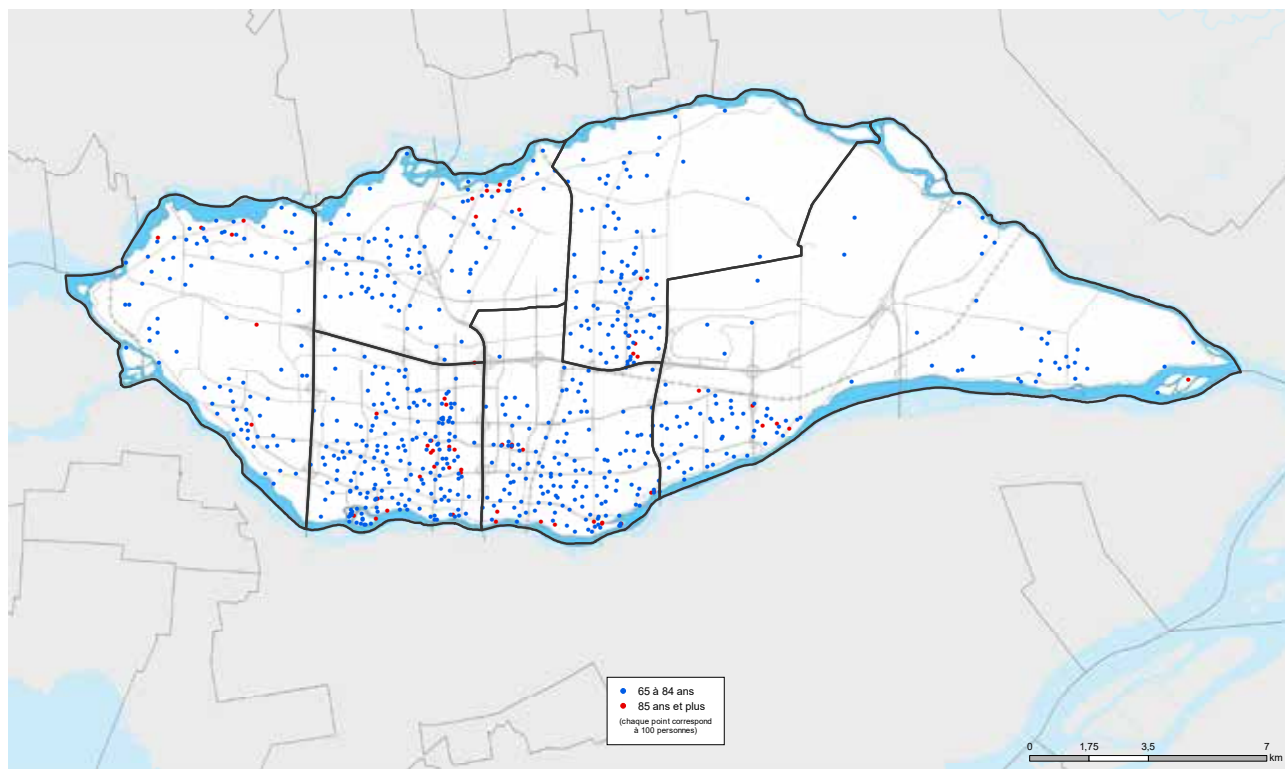 65 à 84 ans
85 ans et plus
(chaque point correspond
à 100 personnes)
0 1,75 3,5 7
km